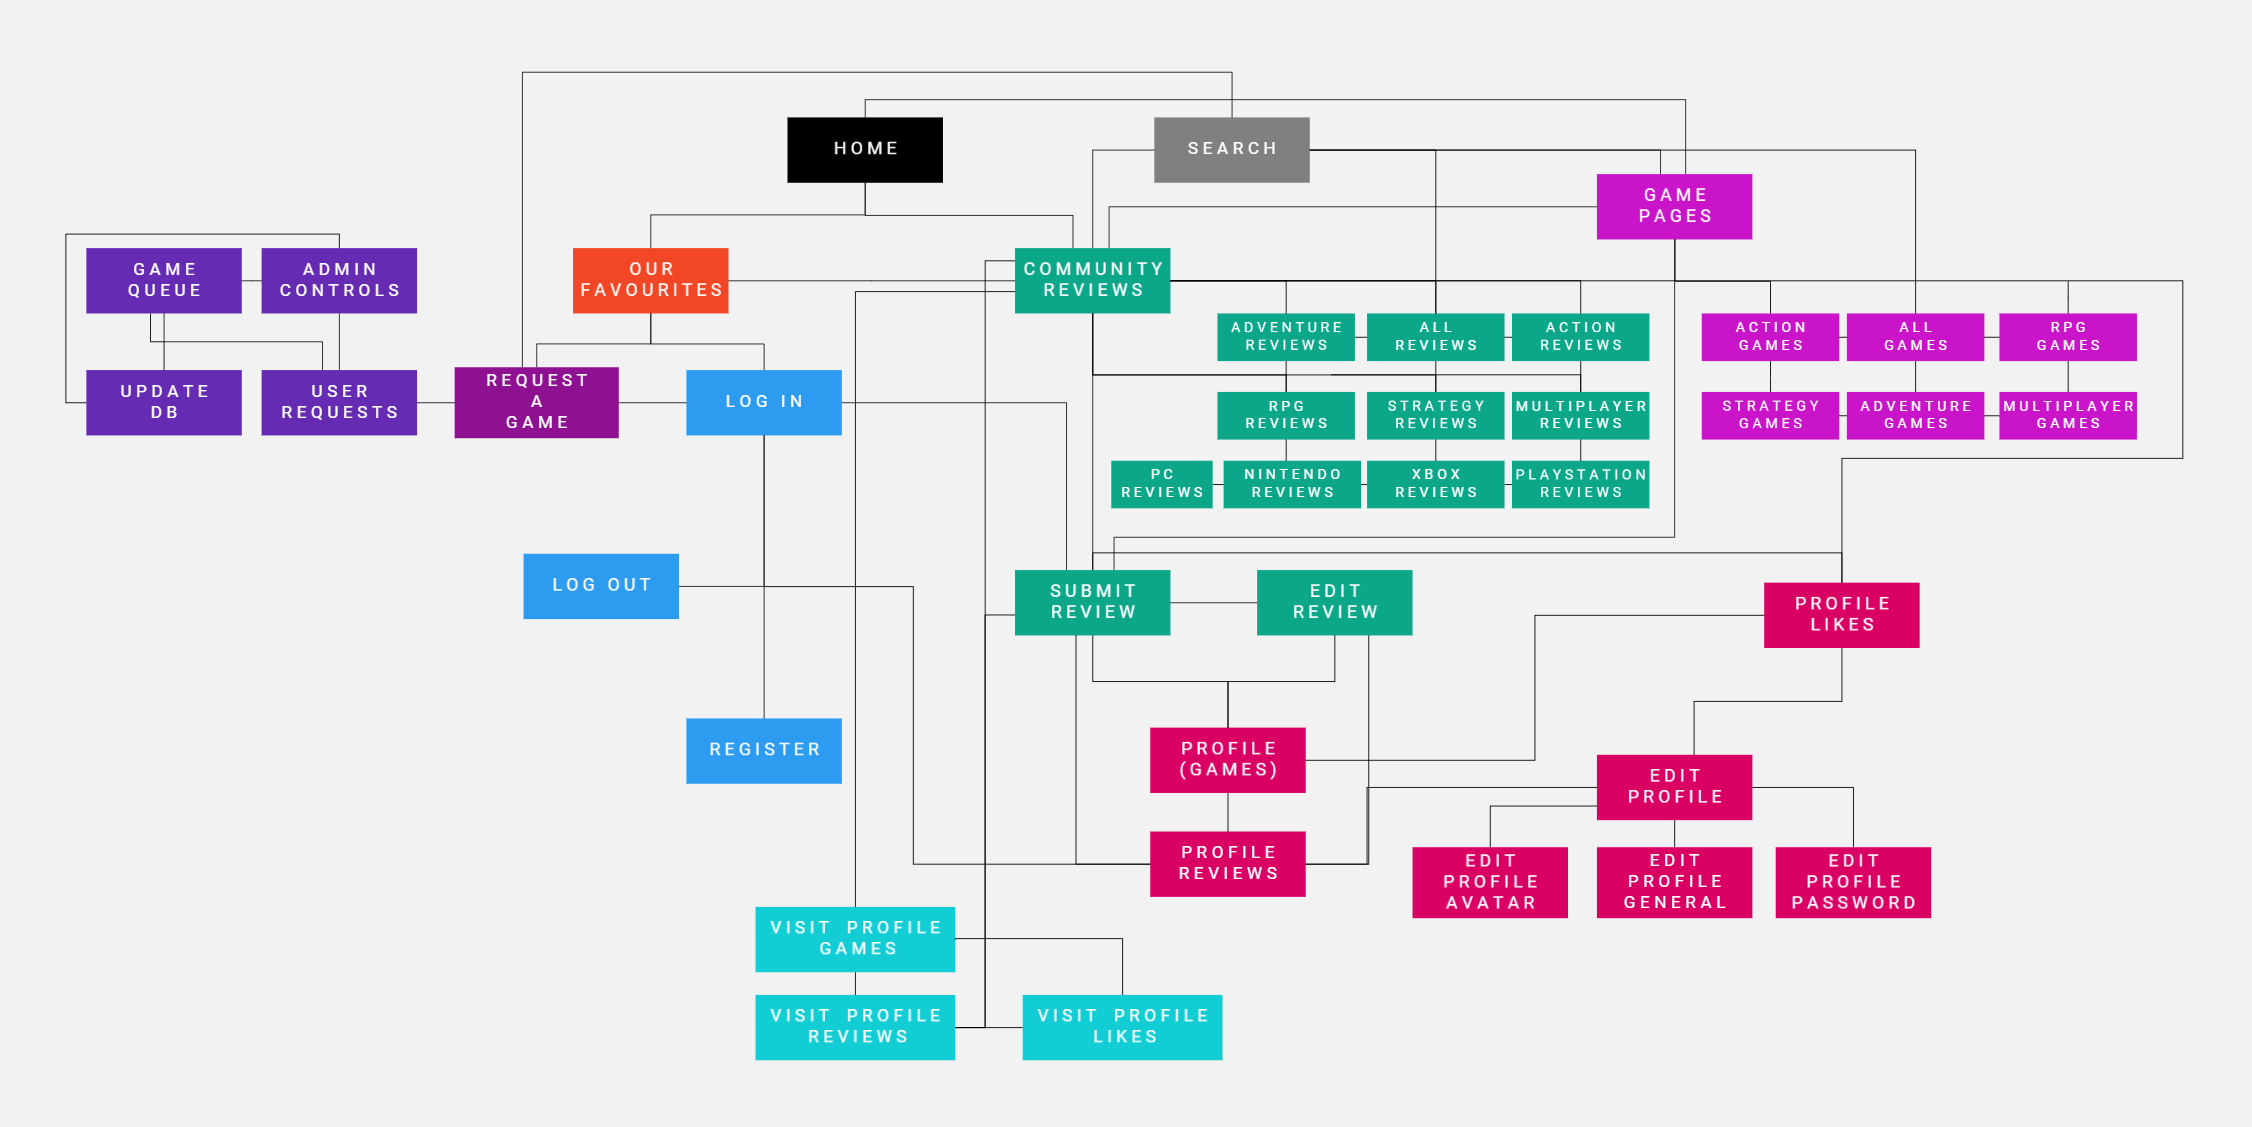 HOME
SEARCH
GAME
PAGES
GAME
QUEUE
ADMIN
CONTROLS
OUR
FAVOURITES
COMMUNITY
REVIEWS
UPDATE
DB
USER
REQUESTS
REQUEST
A
GAME
LOG IN
ADVENTURE
REVIEWS
ALL
REVIEWS
ACTION
REVIEWS
ACTION
GAMES
ALL
GAMES
RPG
GAMES
RPG
REVIEWS
STRATEGY
REVIEWS
MULTIPLAYER
REVIEWS
STRATEGY
GAMES
ADVENTURE
GAMES
MULTIPLAYER
GAMES
PC
REVIEWS
NINTENDO
REVIEWS
XBOX
REVIEWS
PLAYSTATION
REVIEWS
LOG OUT
SUBMIT
REVIEW
EDIT
REVIEW
PROFILE
LIKES
REGISTER
PROFILE
(GAMES)
EDIT
PROFILE
PROFILE
REVIEWS
EDIT
PROFILE
AVATAR
EDIT
PROFILE
GENERAL
EDIT
PROFILE
PASSWORD
VISIT PROFILE
GAMES
VISIT PROFILE
REVIEWS
VISIT PROFILE
LIKES